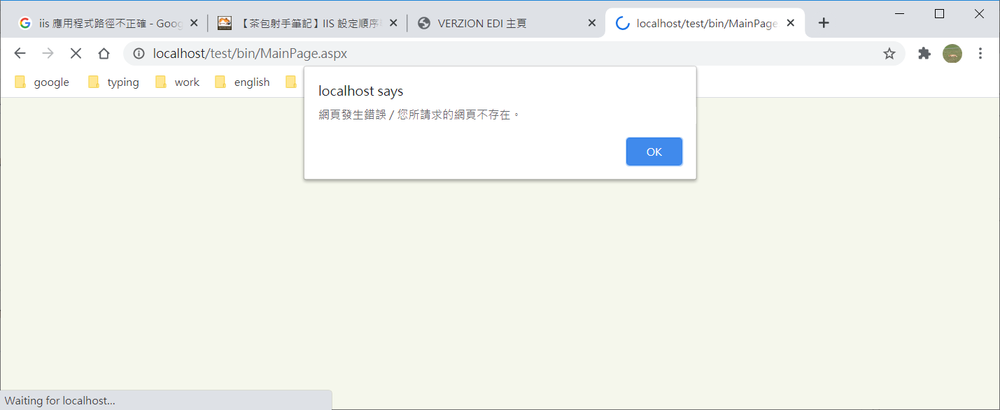 iis 應用程式路徑不正確 - Goog
【茶包射手筆記】IIS 設定順序
VERZION EDI 主頁
localhost/test/bin/MainPage
localhost/test/bin/MainPage.aspx
google
typing
work
english
localhost says
網頁發生錯誤 / 您所請求的網頁不存在。
OK
Waiting for localhost...